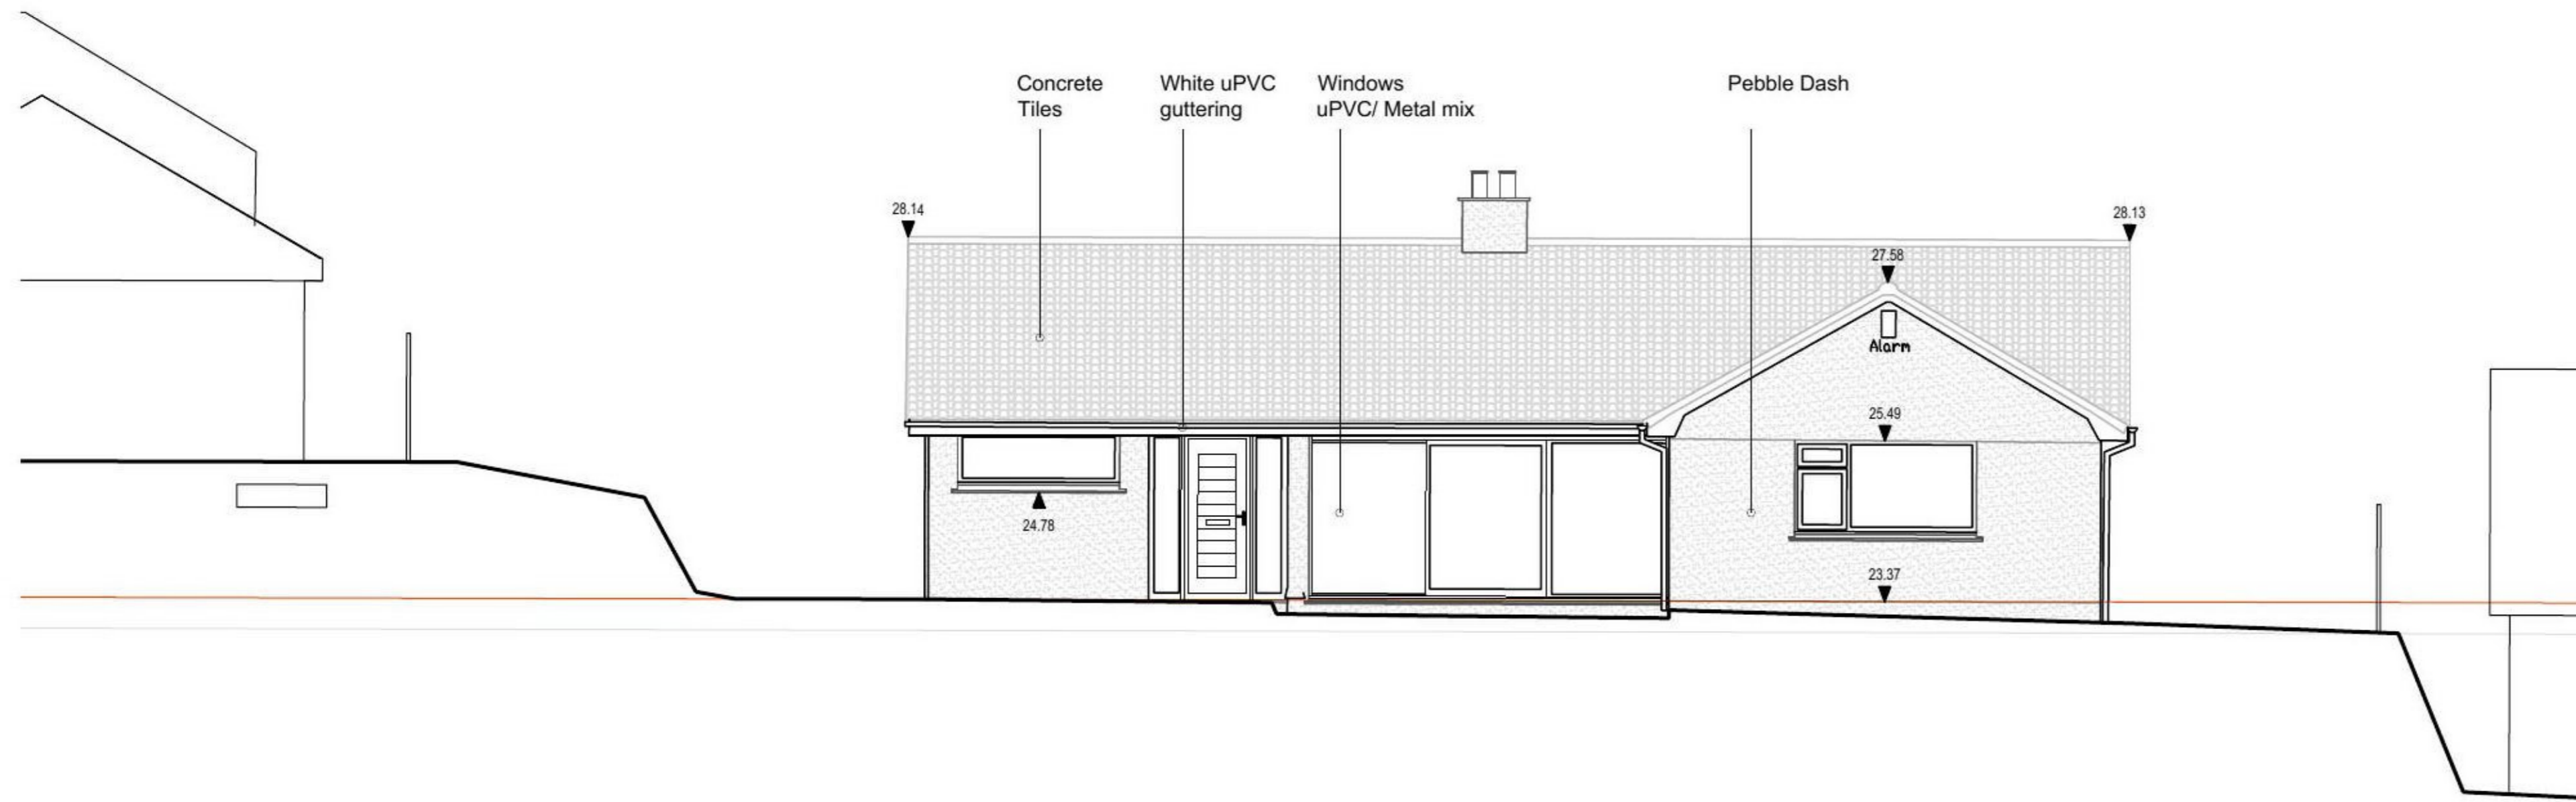 Concrete
Tiles
White uPVC
guttering
Windows
uPVC/ Metal mix
Pebble Dash
28.14
28.13
27.58
Alarm
25.49
24.78
23.37